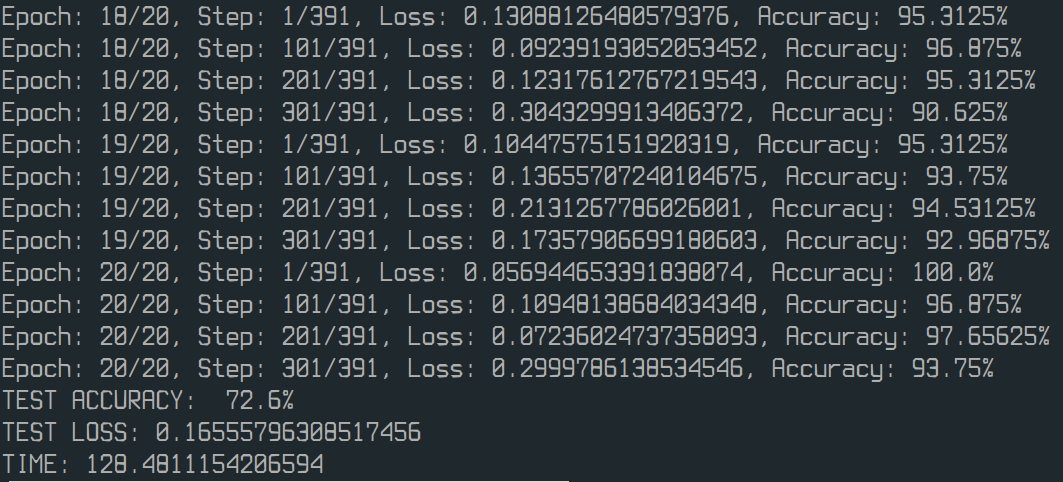 Epoch: 18/20, Step: 1/391, Loss: 0.13088126480579376, Accuracy: 95.3125%
Epoch: 18/20, Step: 101/391, Loss: 0.09239193052053452, Accuracy: 96.875%
Epoch: 18/20, Step: 201/391, Loss: 0.12317612767219543, Accuracy: 95.3125%
Epoch: 18/20, Step: 301/391, Loss: 0.3043299913406372, Accuracy: 90.625%
Epoch: 19/20, Step: 1/391, Loss: 0.10447575151920319, Accuracy: 95.3125%
Epoch: 19/20, Step: 101/391, Loss: 0.13655707240104675, Accuracy: 93.75%
Epoch: 19/20, Step: 201/391, Loss: 0.2131267786026001, Accuracy: 94.53125%
Epoch: 19/20, Step: 301/391, Loss: 0.17357906699180603, Accuracy: 92.96875%
Epoch: 20/20, Step: 1/391, Loss: 0.056944653391838074, Accuracy: 100.0%
Epoch: 20/20, Step: 101/391, Loss: 0.10948138684034348, Accuracy: 96.875%
Epoch: 20/20, Step: 201/391, Loss: 0.07236024737358093, Accuracy: 97.65625%
Epoch: 20/20, Step: 301/391, Loss: 0.2999786138534546, Accuracy: 93.75%
TEST ACCURACY:  72.6%
TEST LOSS: 0.16555796308517456
TIME: 128.4811154206594